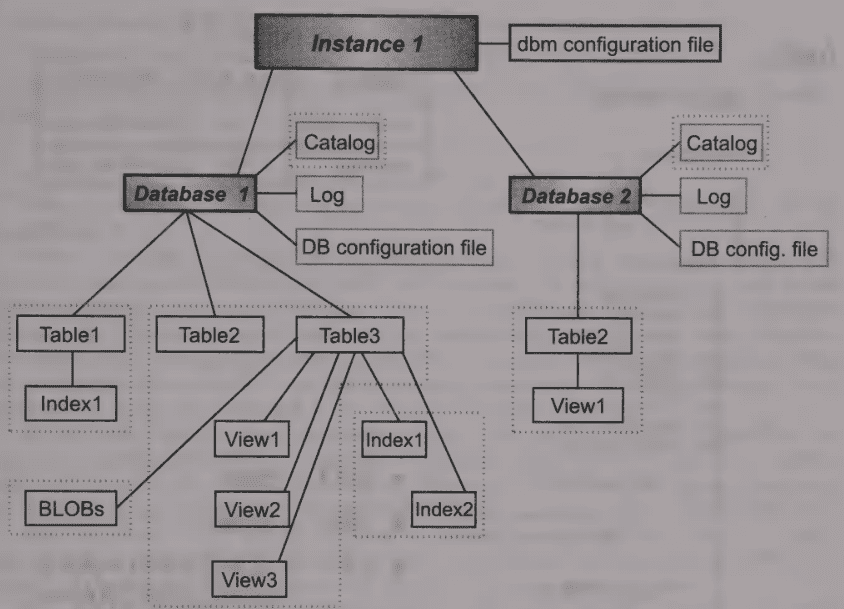 Instance 1
dbm configuration file
Catalog
Catalog
Database 1
Log
Database 2
Log
DB configuration file
DB config. file
Table1
Table2
Table3
Table2
Index1
View1
View1
Index1
BLOBs
View2
Index2
View3